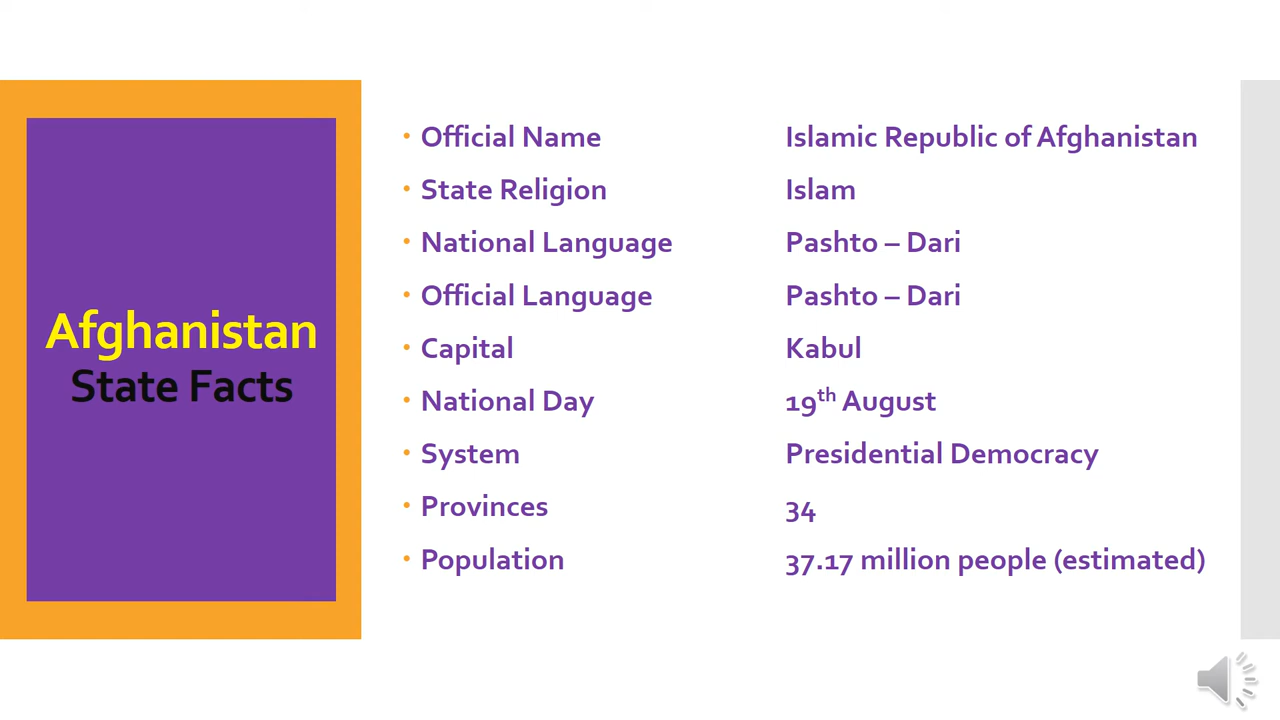 Afghanistan
State Facts
• Official Name Islamic Republic of Afghanistan
• State Religion Islam
• National Language Pashto – Dari
• Official Language Pashto – Dari
• Capital Kabul
• National Day 19th August
• System Presidential Democracy
• Provinces 34
• Population 37.17 million people (estimated)